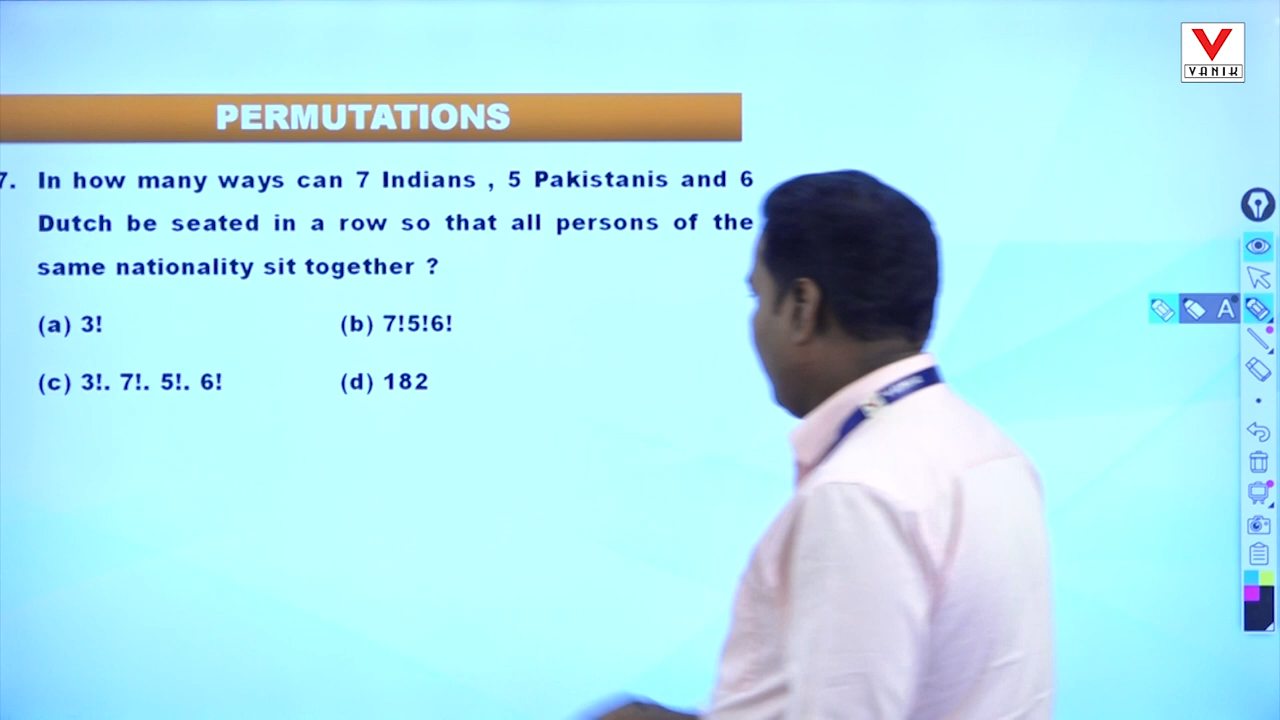 V
VANIK
PERMUTATIONS
7. In how many ways can 7 Indians , 5 Pakistanis and 6
Dutch be seated in a row so that all persons of the
same nationality sit together ?
(a) 3! (b) 7!5!6!
(c) 3!. 7!. 5!. 6! (d) 182
A